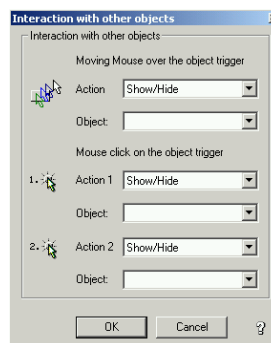 Interaction with other objects
Interaction with other objects
Moving Mouse over the object trigger
Action Show/Hide
Object:
Mouse click on the object trigger
1. Action 1 Show/Hide
Object:
2. Action 2 Show/Hide
Object:
OK Cancel ?